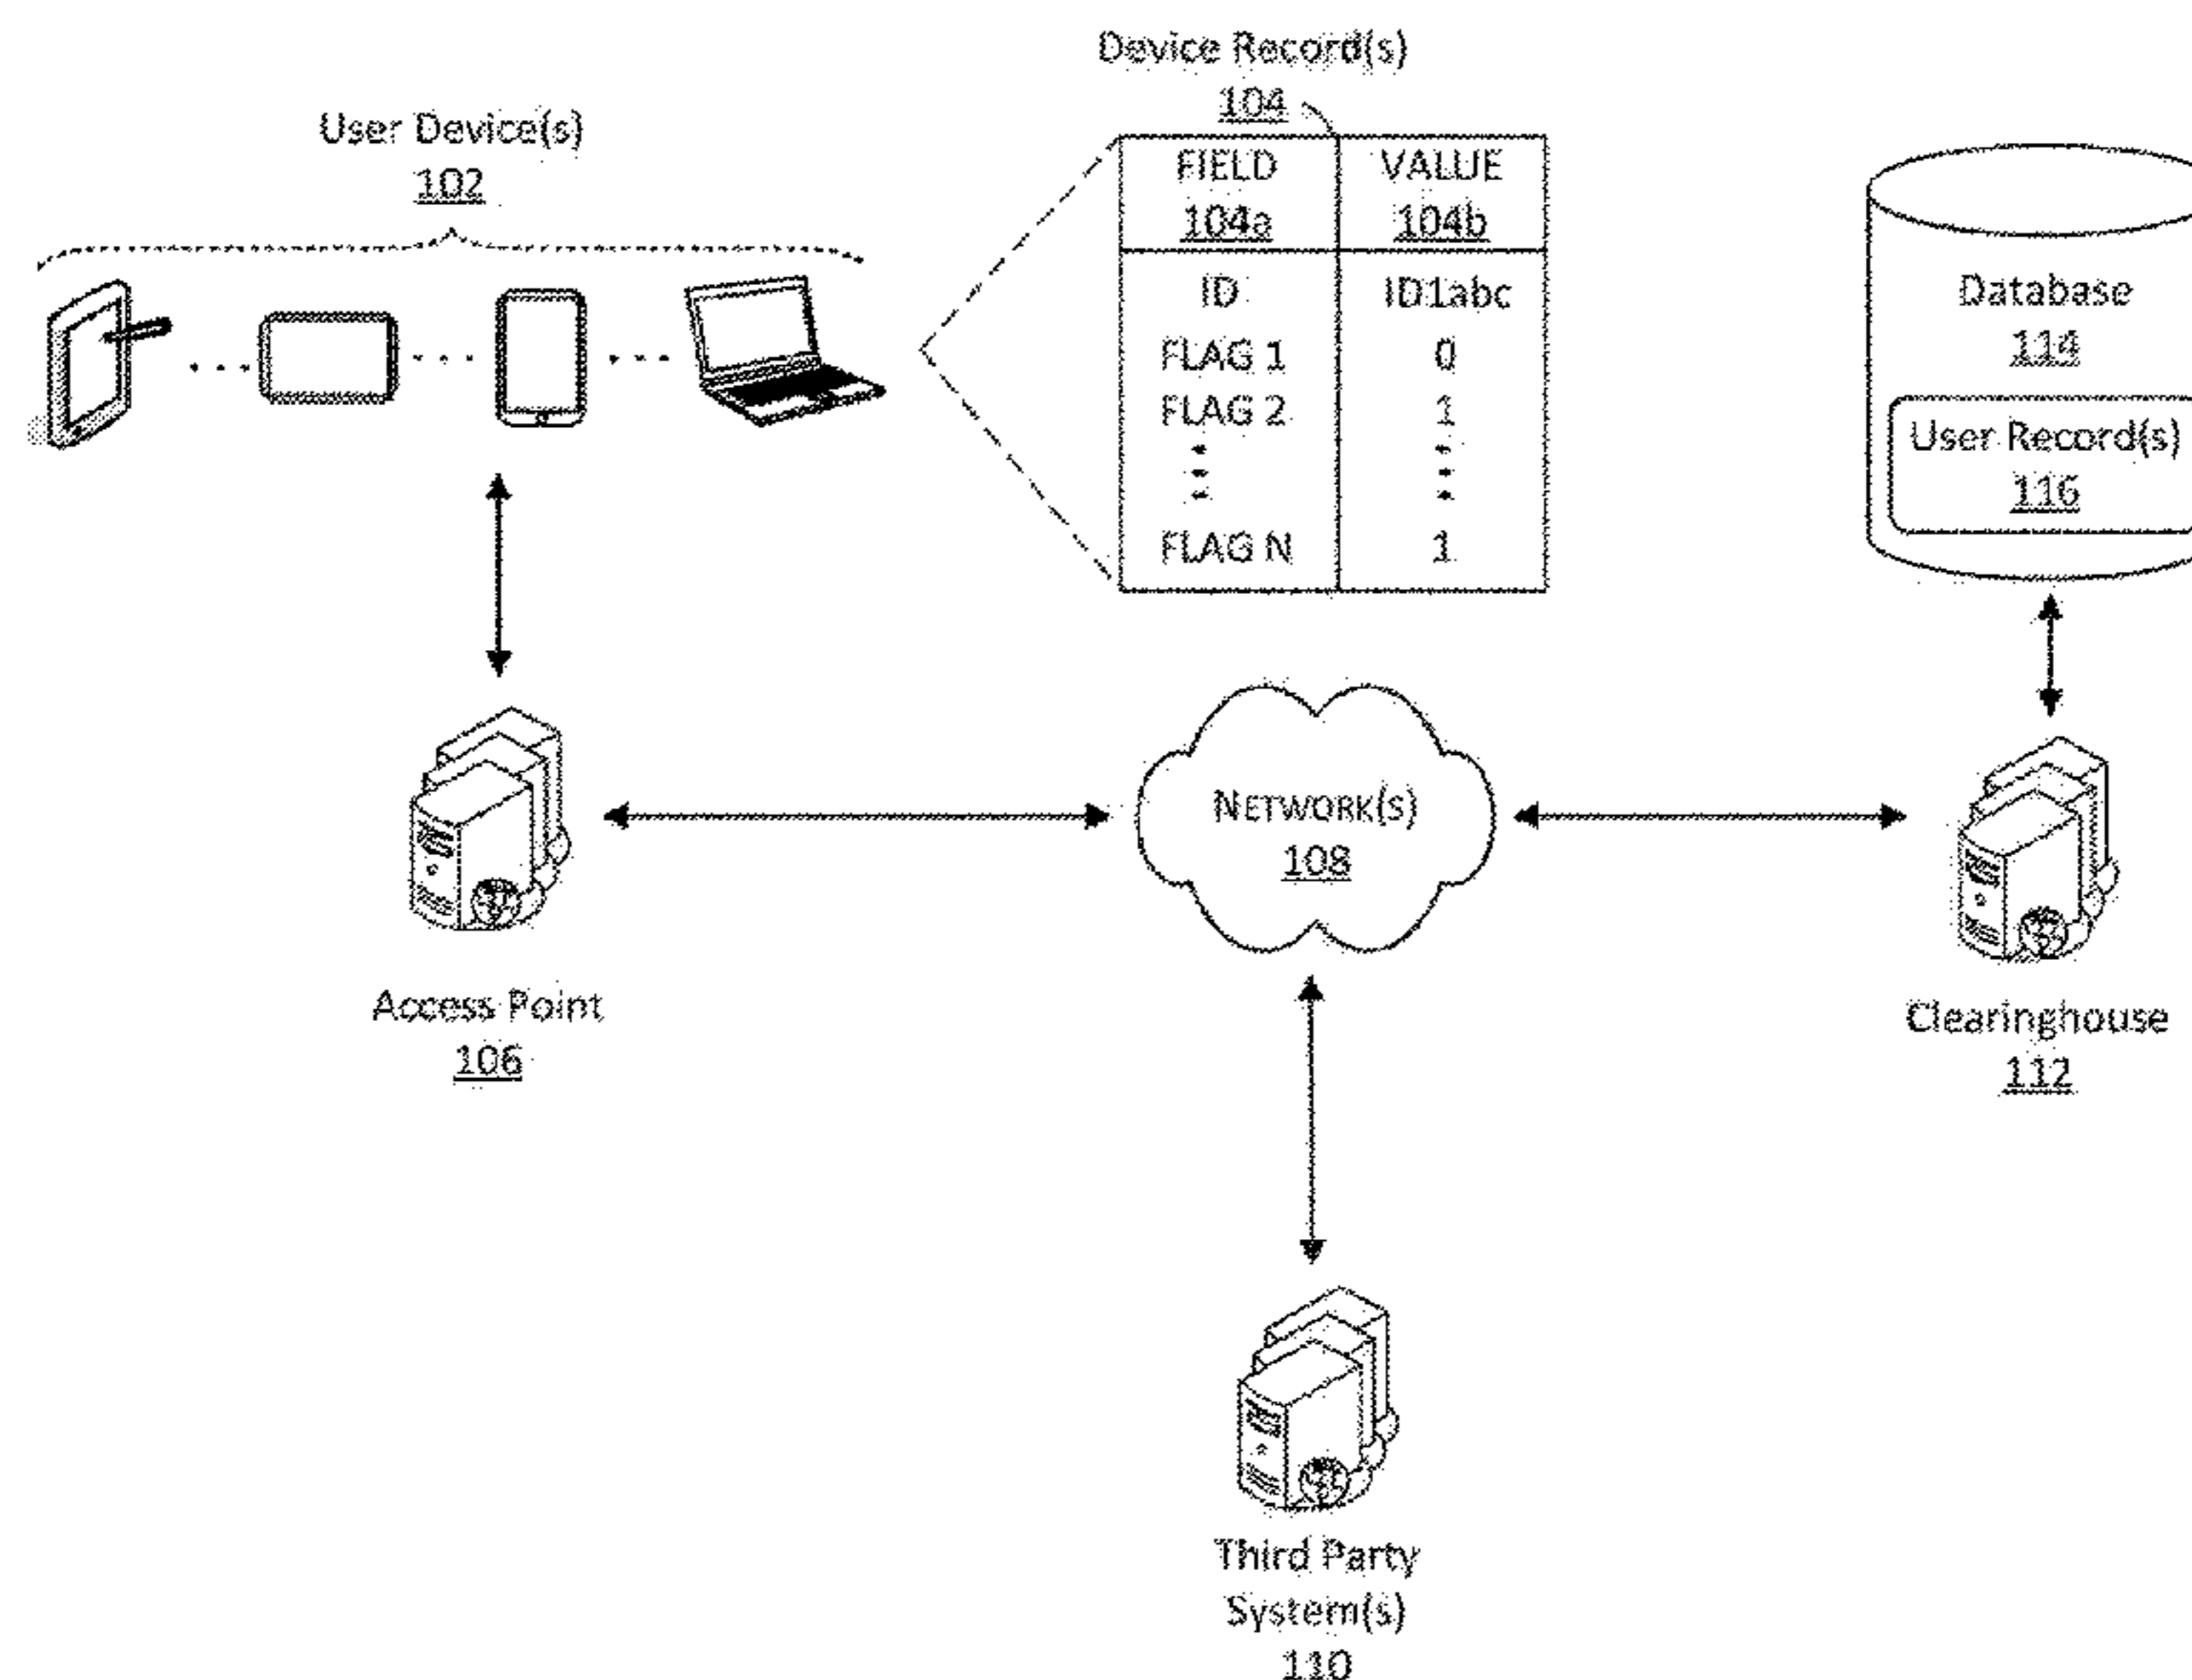 Device Record(s)
104
User Device(s)
102
FIELD VALUE
104a 104b
ID ID1abc
FLAG 1 0
FLAG 2 1
FLAG N 1
Database
114
User Record(s)
116
NETWORK(S)
108
Access Point
106
Clearinghouse
112
Third Party
System(s)
110